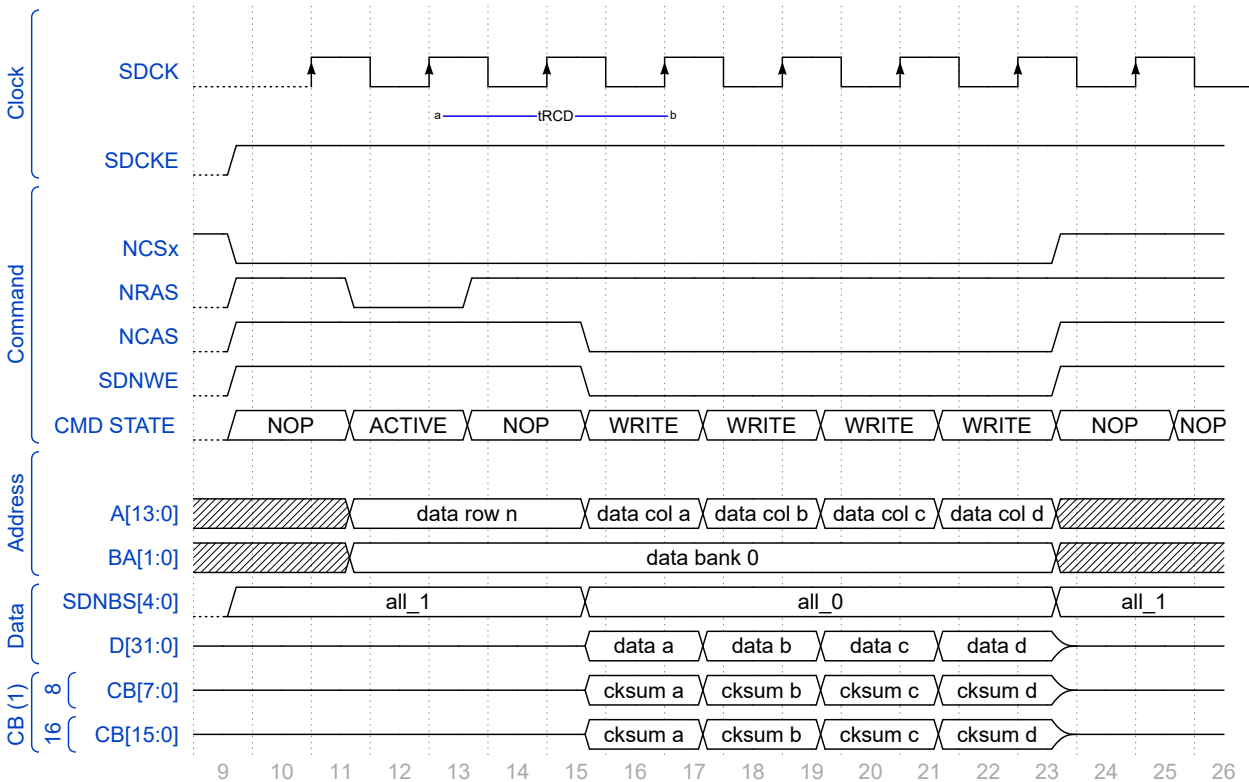 Clock
SDCK
a tRCD b
SDCKE
Command
NCSx
NRAS
NCAS
SDNWE
CMD STATE NOP ACTIVE NOP WRITE WRITE WRITE WRITE NOP NOP
Address
A[13:0] data row n data col a data col b data col c data col d
BA[1:0] data bank 0
Data
SDNBS[4:0] all_1 all_0 all_1
D[31:0] data a data b data c data d
CB (1)
8 CB[7:0] cksum a cksum b cksum c cksum d
16 CB[15:0] cksum a cksum b cksum c cksum d
9 10 11 12 13 14 15 16 17 18 19 20 21 22 23 24 25 26